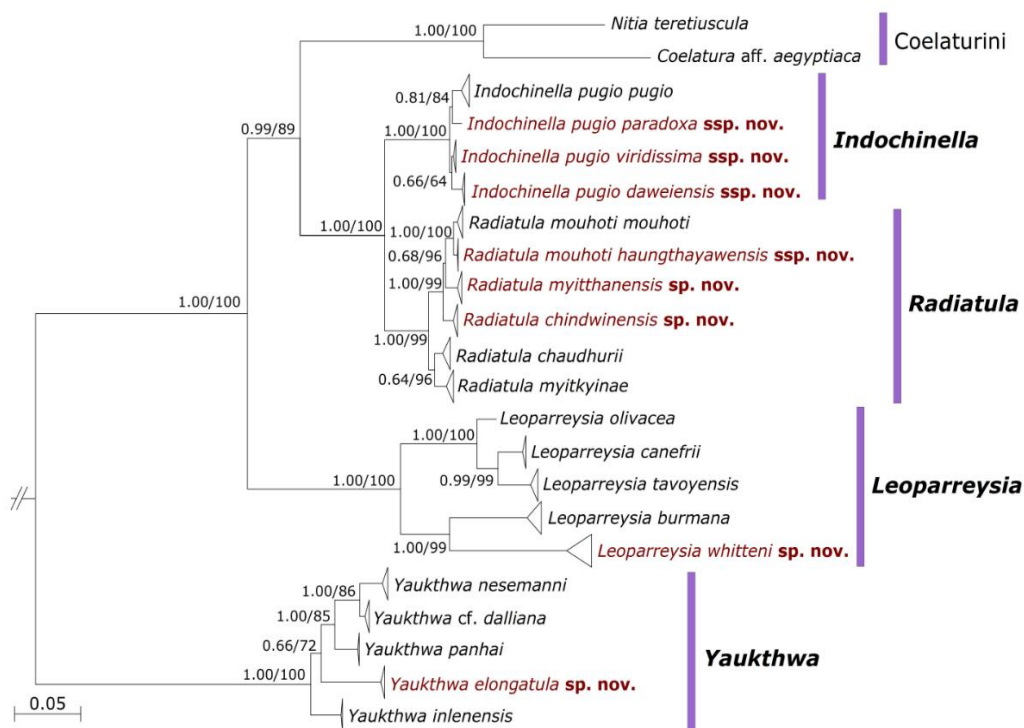 Nitia teretiuscula
1.00/100
Coelaturini
Coelatura aff. aegyptiaca
0.81/84
Indochinella pugio pugio
0.99/89
1.00/100
Indochinella pugio paradoxa ssp. nov.
Indochinella
Indochinella pugio viridissima ssp. nov.
0.66/64
Indochinella pugio daweiensis ssp. nov.
1.00/100
1.00/100
Radiatula mouhoti mouhoti
0.68/96
Radiatula mouhoti haungthayawensis ssp. nov.
1.00/99
Radiatula myitthanensis sp. nov.
1.00/100
Radiatula
Radiatula chindwinensis sp. nov.
1.00/99
Radiatula chaudhurii
0.64/96
Radiatula myitkyinae
Leoparreysia olivacea
1.00/100
Leoparreysia canefrii
0.99/99
1.00/100
Leoparreysia tavoyensis
Leoparreysia
Leoparreysia burmana
1.00/99
Leoparreysia whitteni sp. nov.
1.00/86
Yaukthwa nesemanni
1.00/85
Yaukthwa cf. dalliana
0.66/72
Yaukthwa panhai
Yaukthwa
1.00/100
Yaukthwa elongatula sp. nov.
0.05
Yaukthwa inlenensis